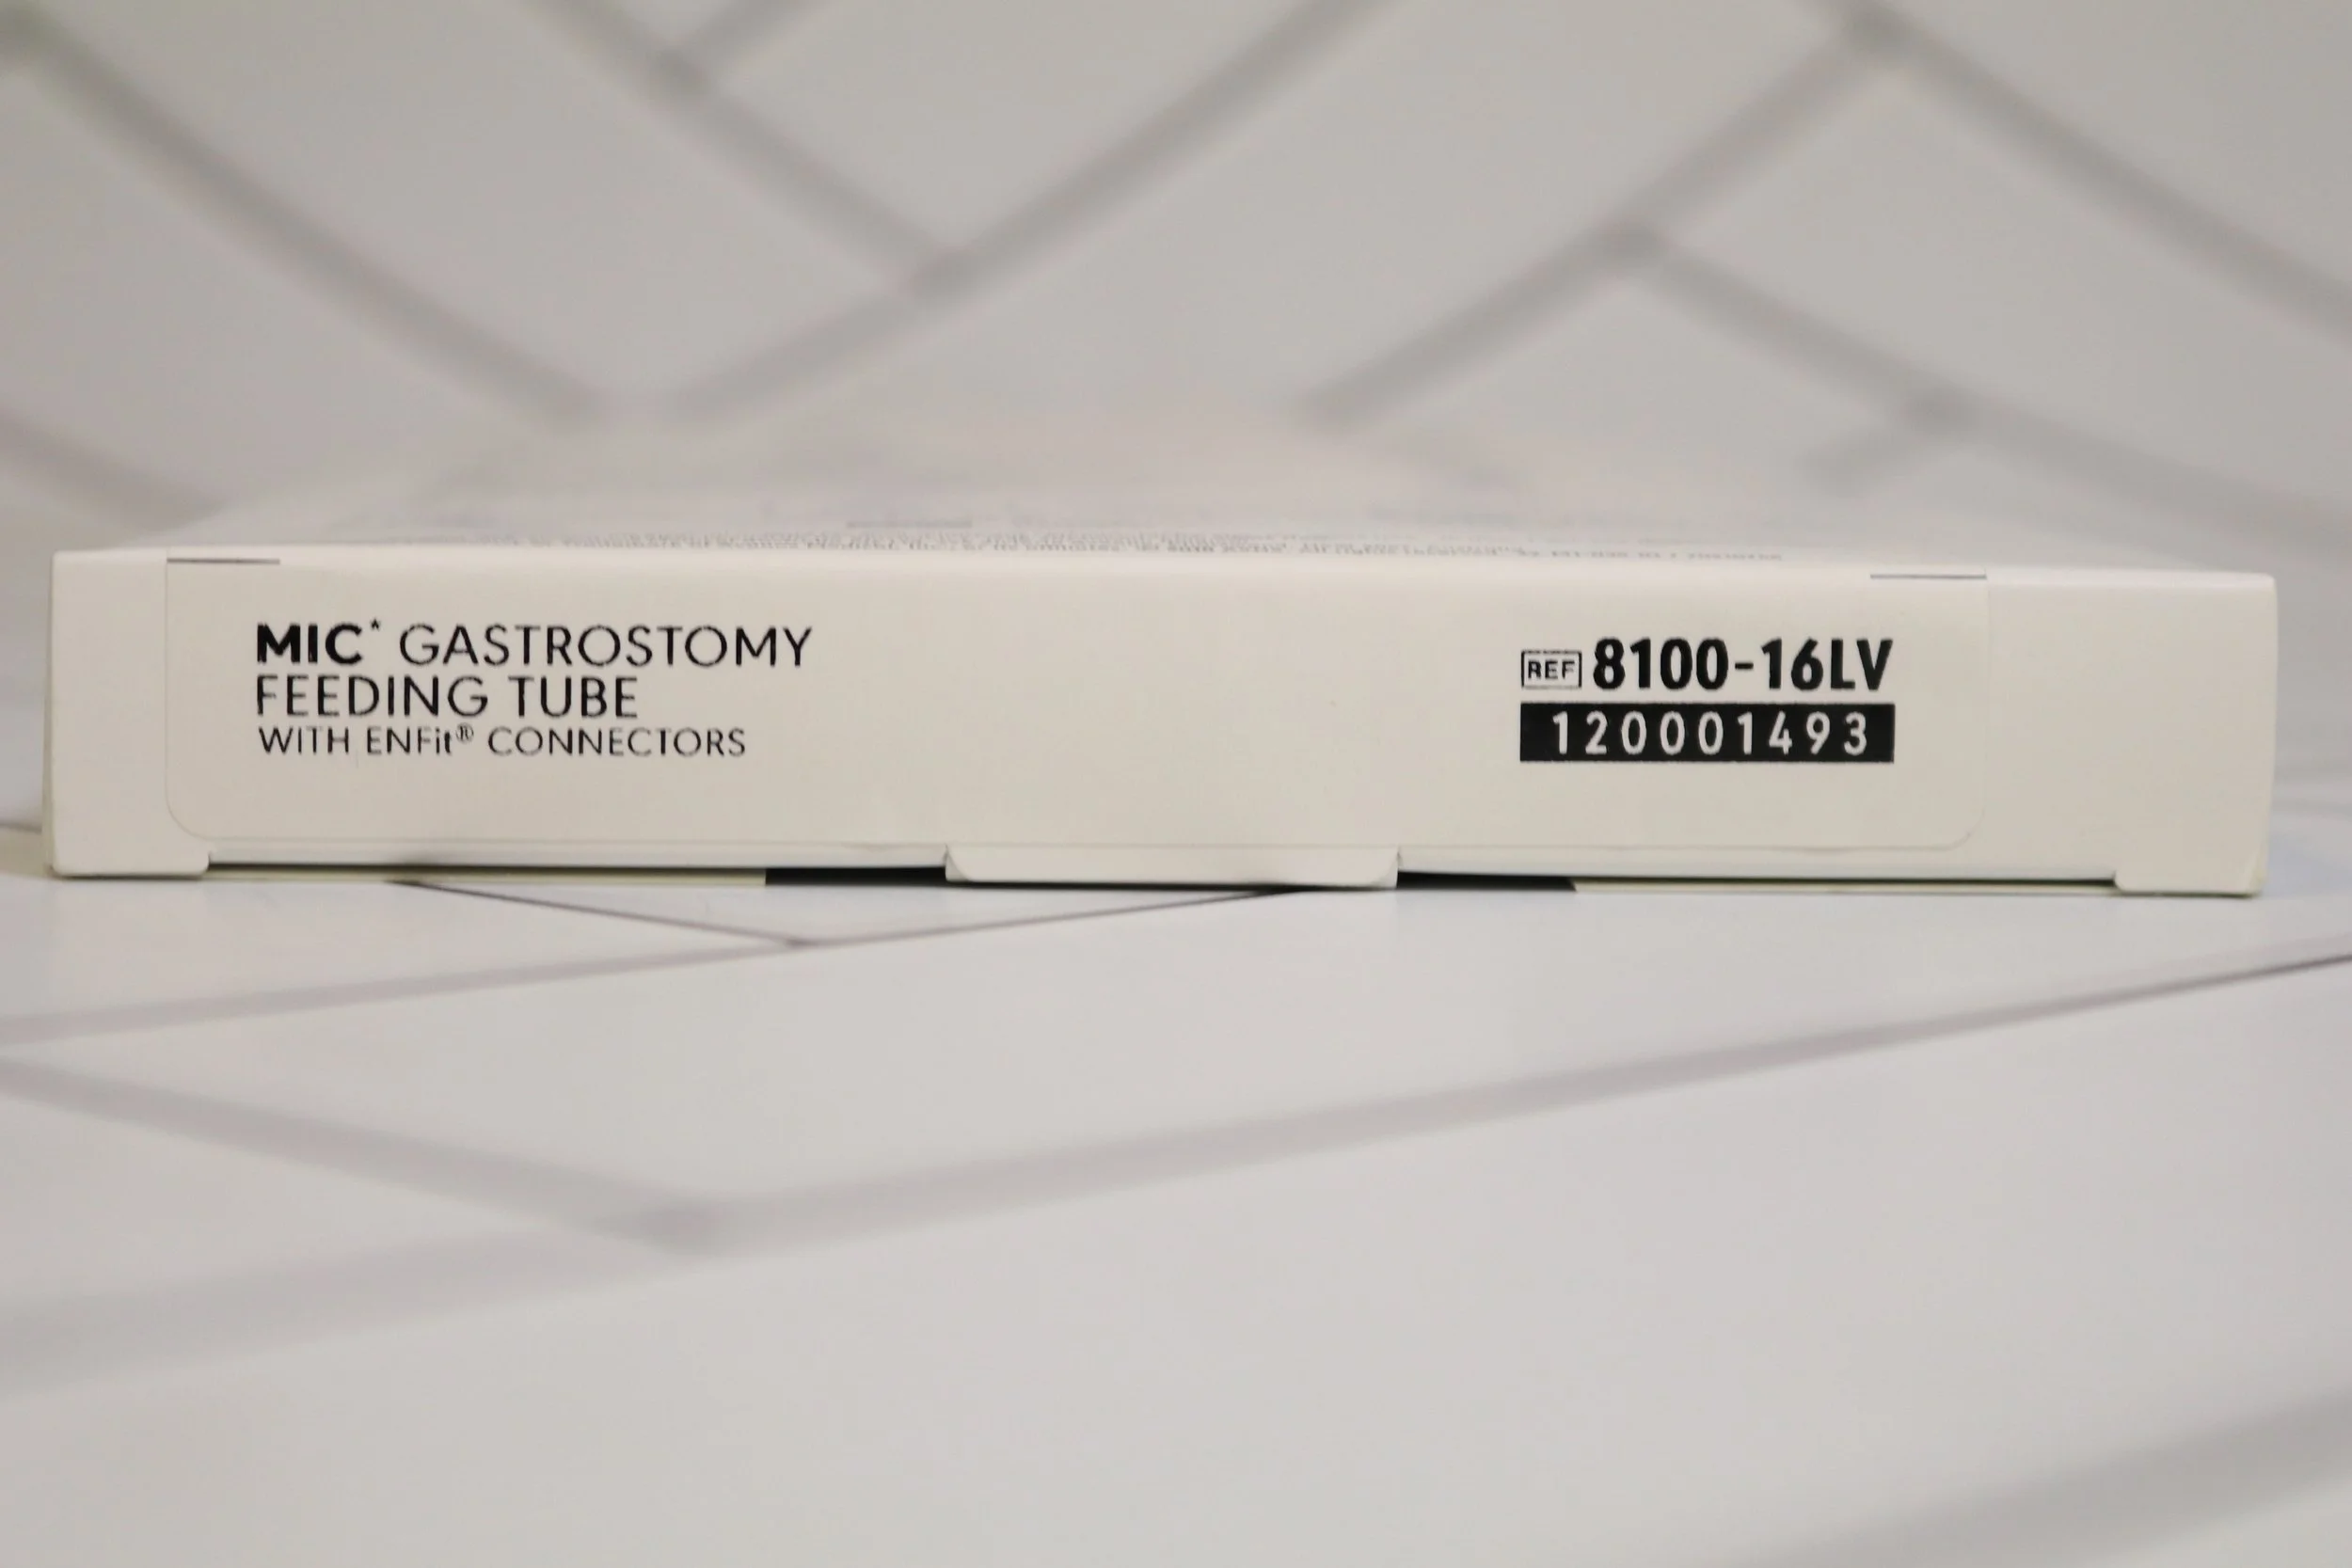 MIC* GASTROSTOMY
FEEDING TUBE
WITH ENFit® CONNECTORS
REF 8100-16LV
120001493